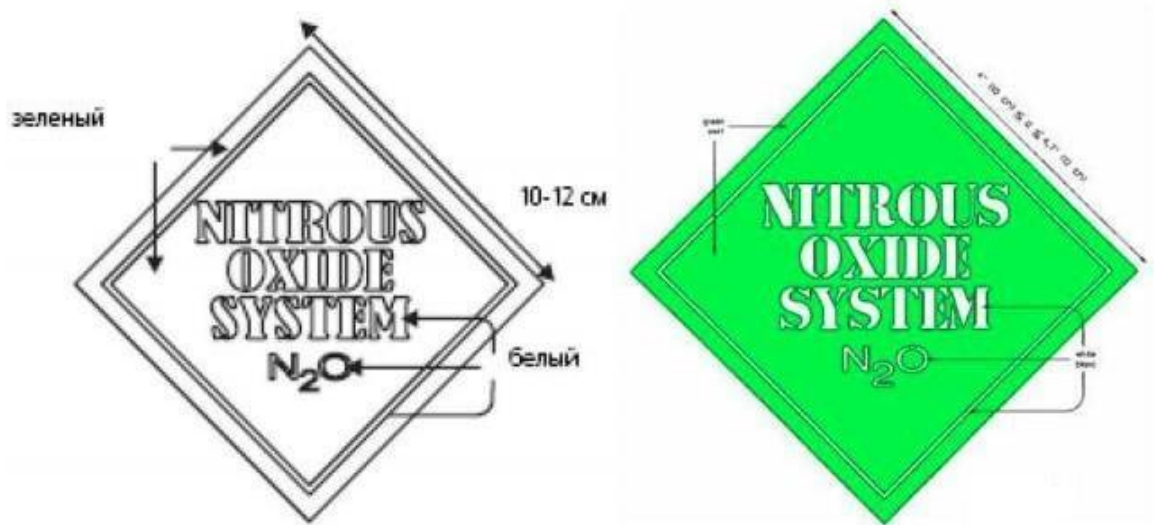 зеленый
10-12 см
NITROUS
OXIDE
SYSTEM
N₂O
белый
NITROUS
OXIDE
SYSTEM
N₂O